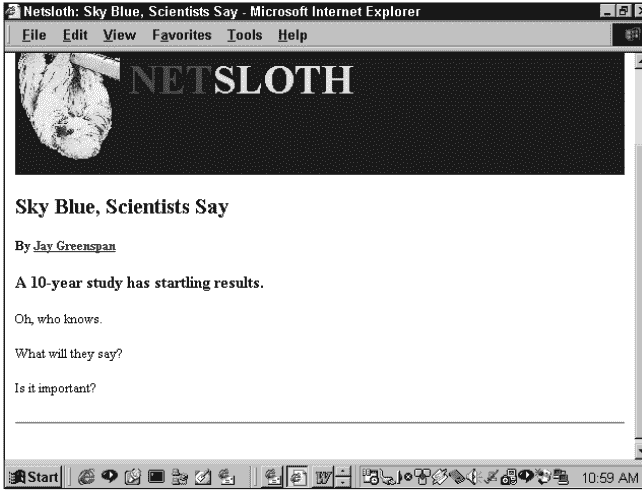 Netsloth: Sky Blue, Scientists Say - Microsoft Internet Explorer
File Edit View Favorites Tools Help
NETSLOTH
Sky Blue, Scientists Say
By Jay Greenspan
A 10-year study has startling results.
Oh, who knows.
What will they say?
Is it important?
Start 10:59 AM